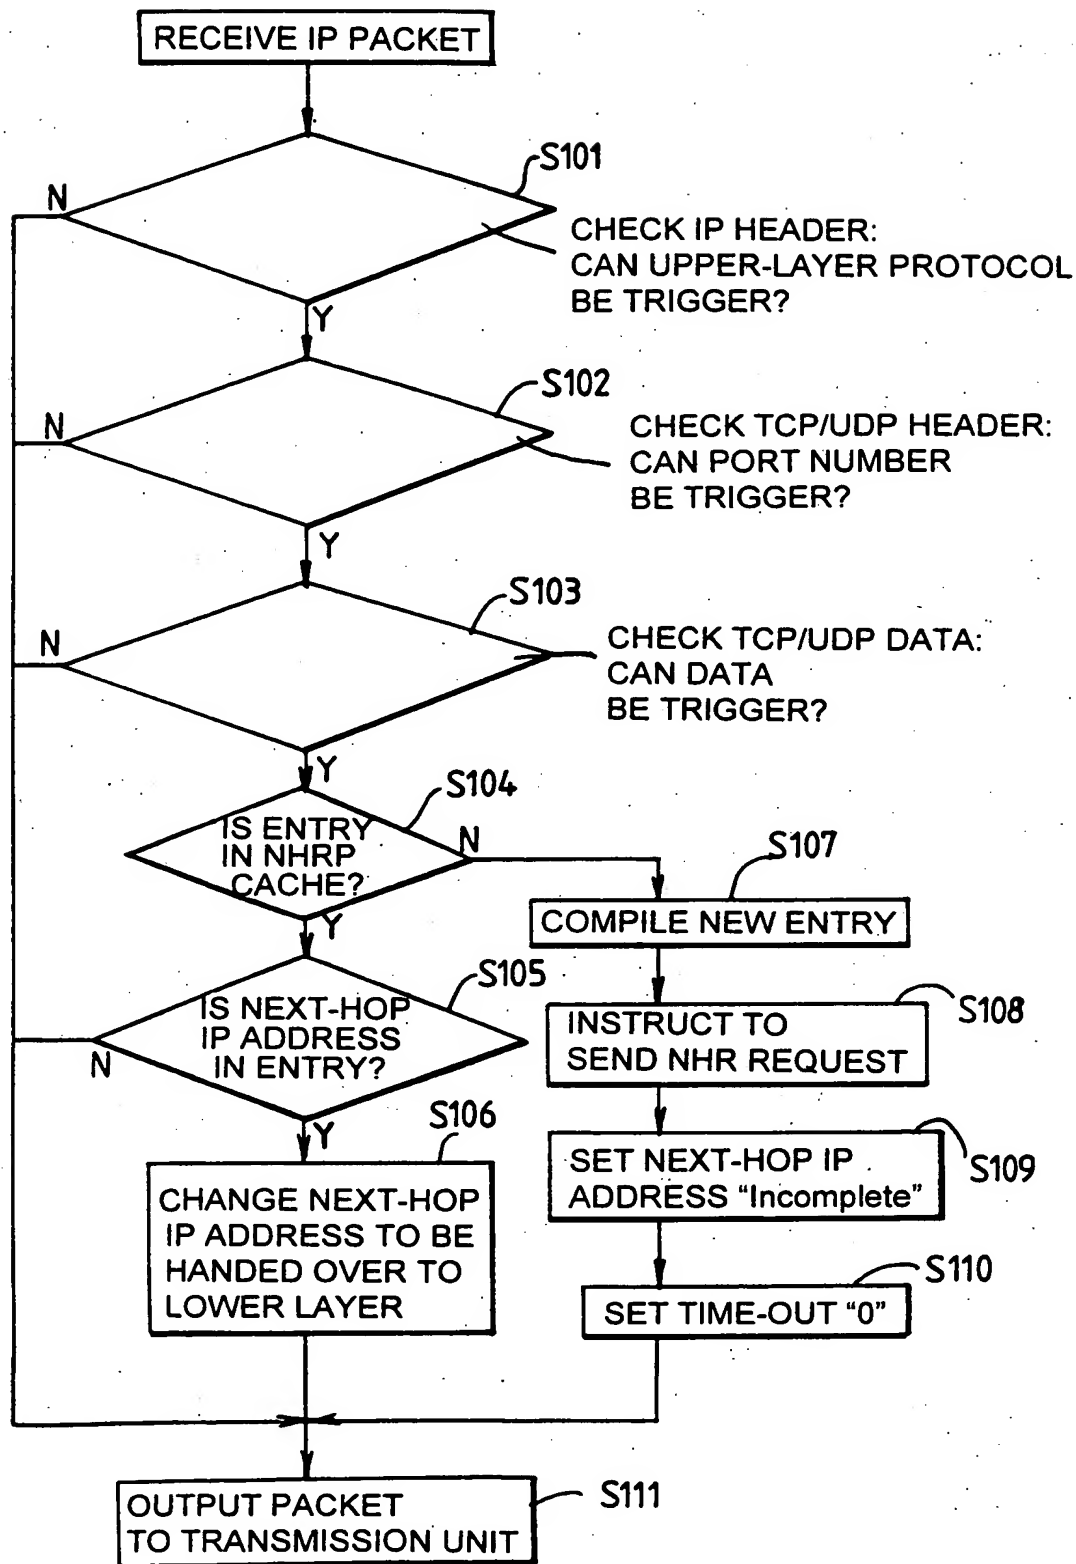 RECEIVE IP PACKET
S101
N
CHECK IP HEADER:
CAN UPPER-LAYER PROTOCOL
BE TRIGGER?
Y
S102
N
CHECK TCP/UDP HEADER:
CAN PORT NUMBER
BE TRIGGER?
Y
S103
N
CHECK TCP/UDP DATA:
CAN DATA
BE TRIGGER?
Y
S104
IS ENTRY
IN NHRP
CACHE?
N
Y
S107
COMPILE NEW ENTRY
S105
IS NEXT-HOP
IP ADDRESS
IN ENTRY?
N
Y
S108
INSTRUCT TO
SEND NHR REQUEST
S106
CHANGE NEXT-HOP
IP ADDRESS TO BE
HANDED OVER TO
LOWER LAYER
S109
SET NEXT-HOP IP
ADDRESS “Incomplete”
S110
SET TIME-OUT “0”
S111
OUTPUT PACKET
TO TRANSMISSION UNIT